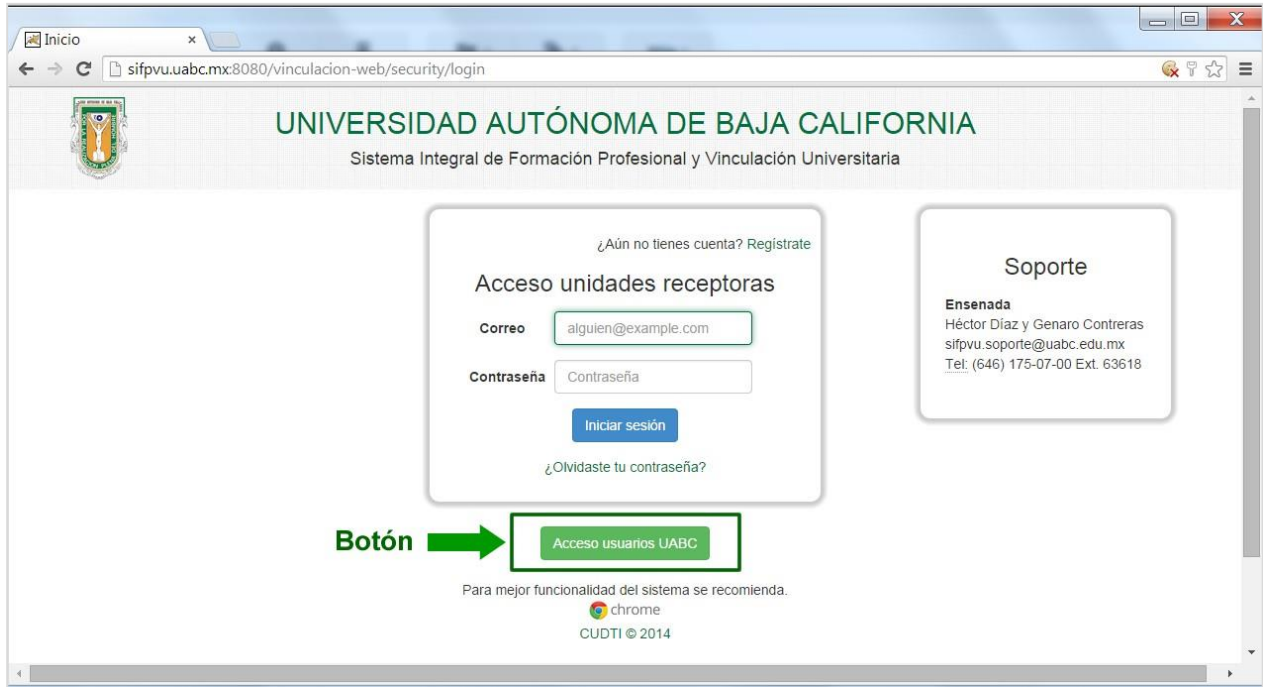 Inicio
sifpvu.uabc.mx:8080/vinculacion-web/security/login
UNIVERSIDAD AUTÓNOMA DE BAJA CALIFORNIA
Sistema Integral de Formación Profesional y Vinculación Universitaria
¿Aún no tienes cuenta? Regístrate
Acceso unidades receptoras
Correo alguien@example.com
Contraseña Contraseña
Iniciar sesión
¿Olvidaste tu contraseña?
Soporte
Ensenada
Héctor Díaz y Genaro Contreras
sifpvu.soporte@uabc.edu.mx
Tel: (646) 175-07-00 Ext. 63618
Botón
Acceso usuarios UABC
Para mejor funcionalidad del sistema se recomienda.
chrome
CUDTI © 2014